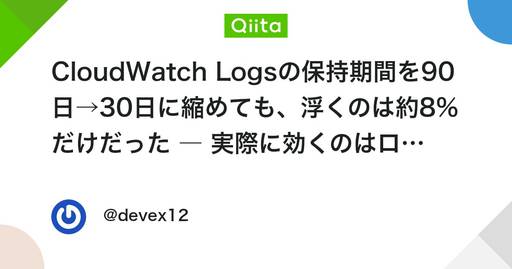 Qiita
CloudWatch Logsの保持期間を90
日→30日に縮めても、浮くのは約8%
だけだった ― 実際に効くのはロ…
@devex12